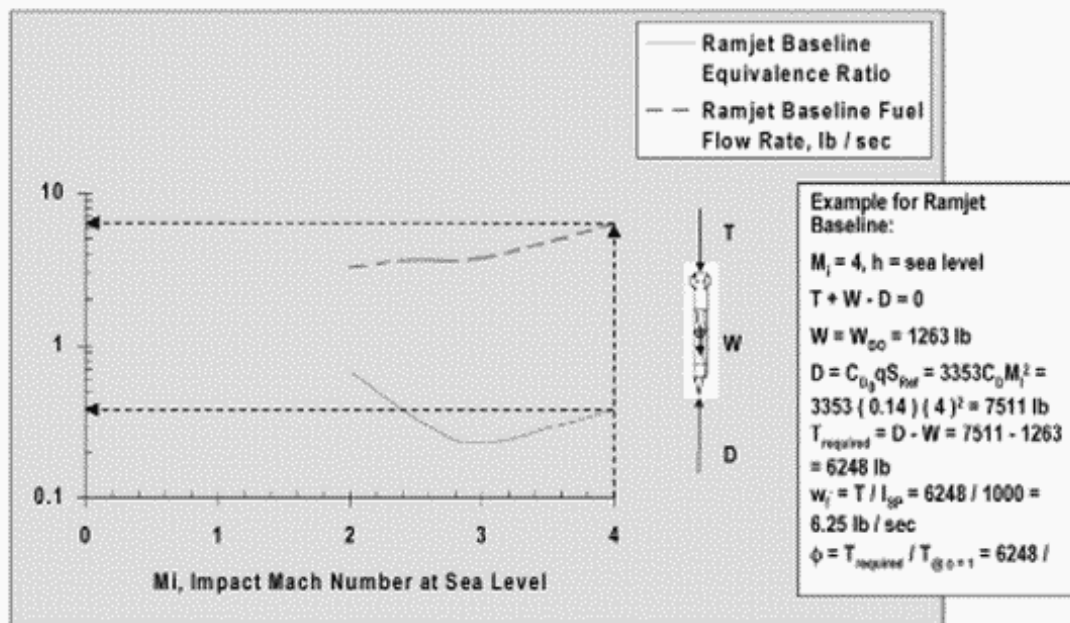 Ramjet Baseline
Equivalence Ratio
Ramjet Baseline Fuel
Flow Rate, lb / sec
10
1
0.1
0
1
2
3
4
Mi, Impact Mach Number at Sea Level
T
W
D
Example for Ramjet
Baseline:
Mi = 4, h = sea level
T + W - D = 0
W = WBO = 1263 lb
D = CD0qSRef = 3353CDMi² =
3353 ( 0.14 ) ( 4 )² = 7511 lb
Trequired = D - W = 7511 - 1263
= 6248 lb
wf = T / ISP = 6248 / 1000 =
6.25 lb / sec
ϕ = Trequired / T@ϕ = 1 = 6248 /